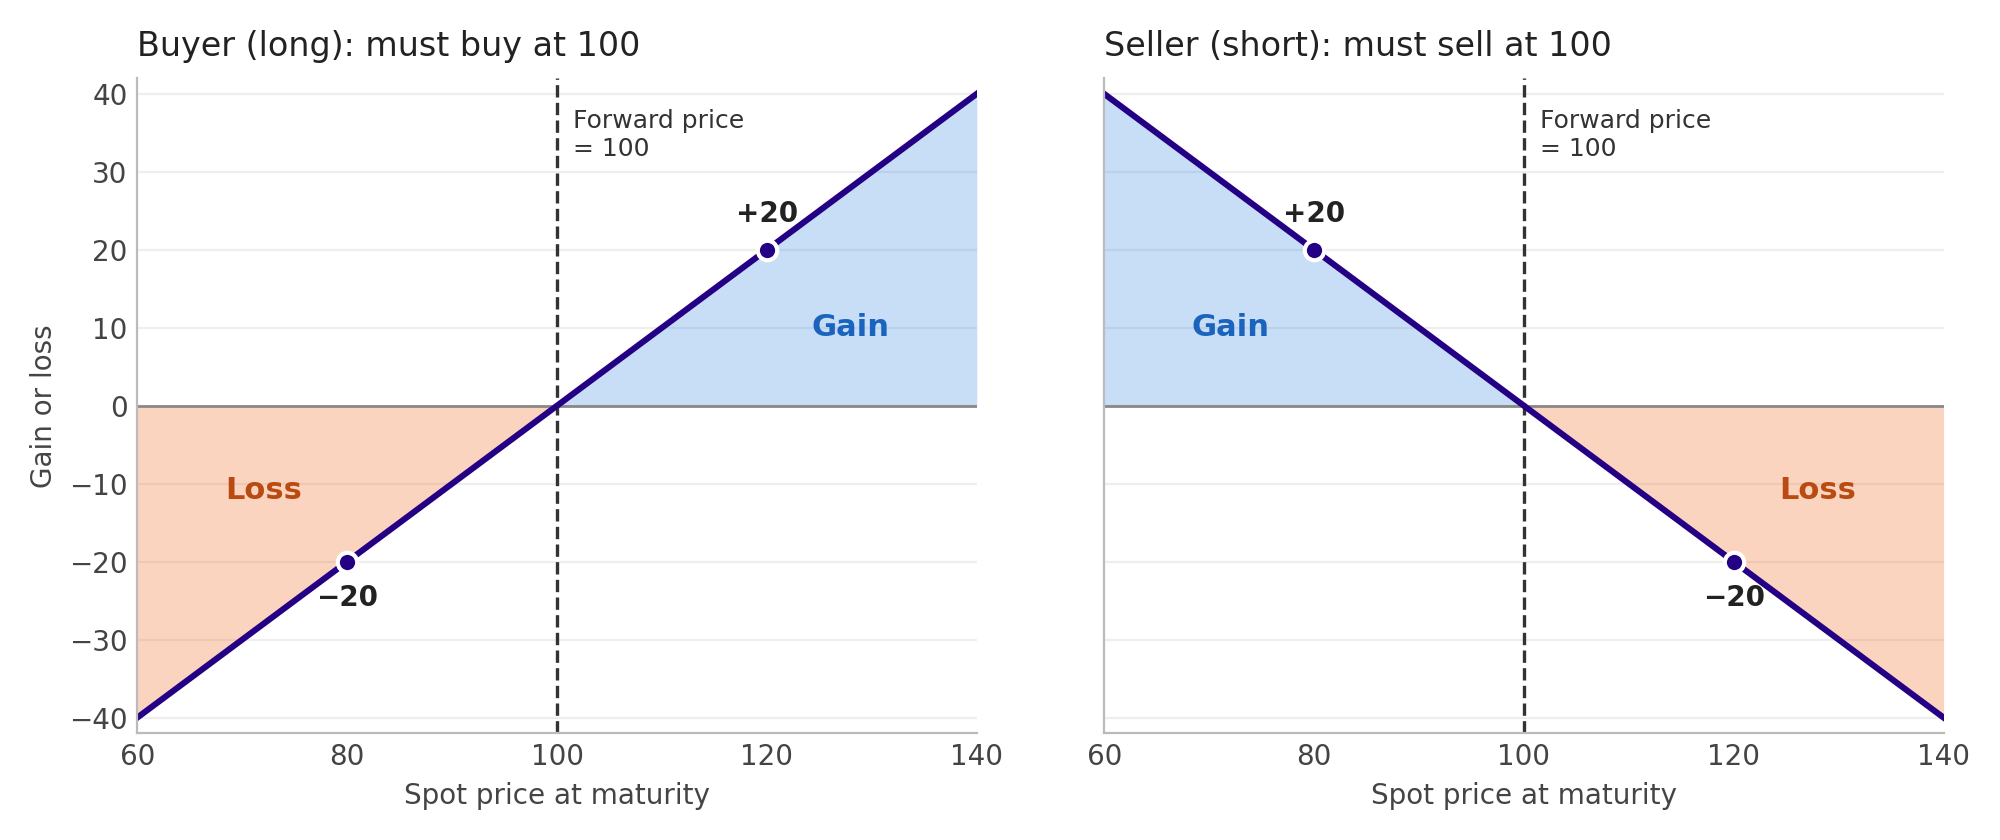 Buyer (long): must buy at 100
40
30
20
10
0
−10
−20
−30
−40
Gain or loss
Forward price
= 100
+20
Gain
Loss
−20
60
80
100
120
140
Spot price at maturity
Seller (short): must sell at 100
Forward price
= 100
+20
Gain
Loss
−20
60
80
100
120
140
Spot price at maturity